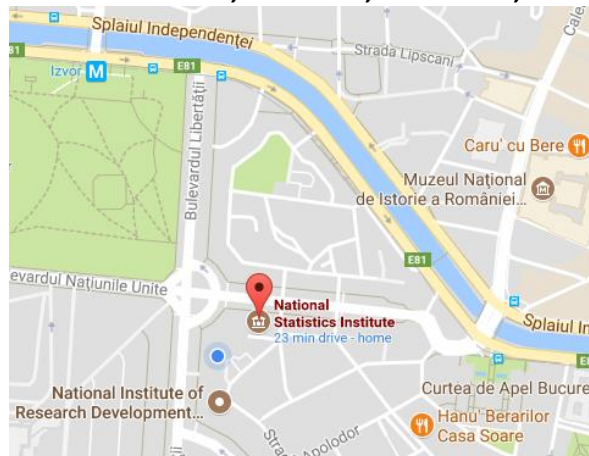 Splaiul Independenței
81
Izvor M
E81
Strada Lipscani
Bulevardul Libertății
Caru' cu Bere
Muzeul Național
de Istorie a României...
E81
evardul Națiunile Unite
National
Statistics Institute
23 min drive - home
Splaiul In
National Institute of
Research Development...
Curtea de Apel Bucure
Hanu' Berarilor
Casa Soare
Apolodor